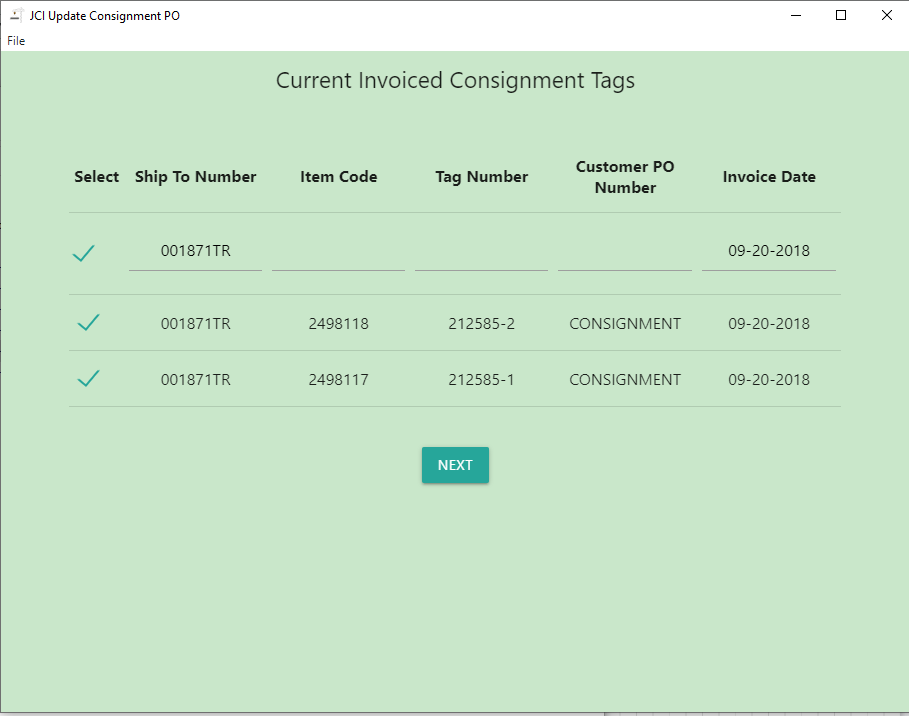 JCI Update Consignment PO
File
Current Invoiced Consignment Tags
Select Ship To Number Item Code Tag Number Customer PO Number Invoice Date
001871TR 09-20-2018
001871TR 2498118 212585-2 CONSIGNMENT 09-20-2018
001871TR 2498117 212585-1 CONSIGNMENT 09-20-2018
NEXT